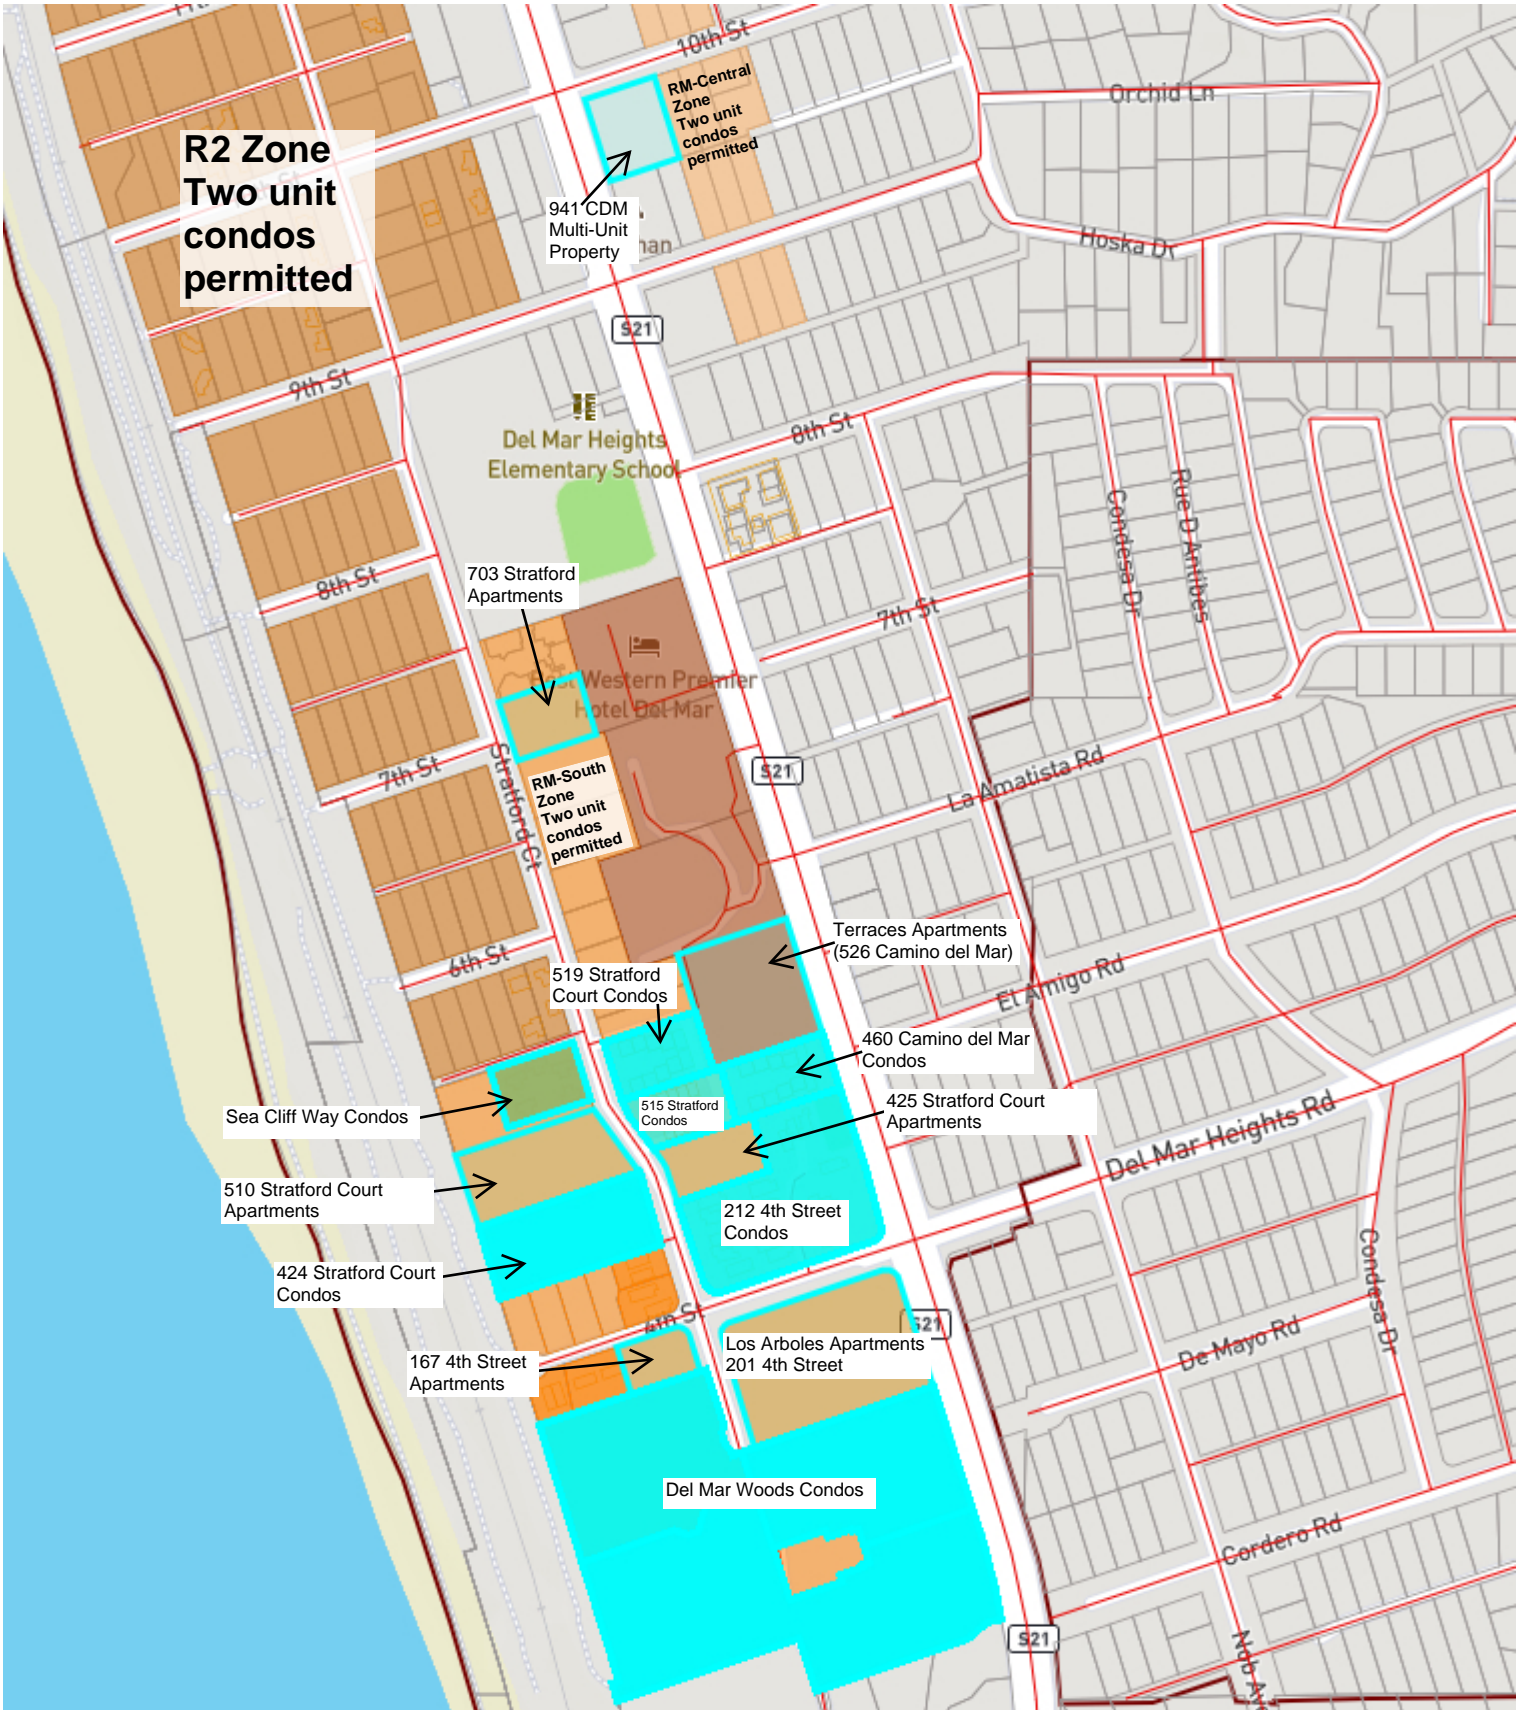 10th St
RM-Central
Zone
Two unit
condos
permitted
Orchid Ln
R2 Zone
Two unit
condos
permitted
941 CDM
Multi-Unit
Property
Hoska Dr
S21
9th St
Del Mar Heights
Elementary School
8th St
Condesa Dr
Rue D Antibes
8th St
703 Stratford
Apartments
7th St
Best Western Premier
Hotel Del Mar
7th St
Stratford Ct
RM-South
Zone
Two unit
condos
permitted
S21
La Amatista Rd
6th St
519 Stratford
Court Condos
Terraces Apartments
(526 Camino del Mar)
El Amigo Rd
460 Camino del Mar
Condos
Sea Cliff Way Condos
515 Stratford
Condos
425 Stratford Court
Apartments
Del Mar Heights Rd
510 Stratford Court
Apartments
212 4th Street
Condos
424 Stratford Court
Condos
4th St
S21
Los Arboles Apartments
201 4th Street
167 4th Street
Apartments
De Mayo Rd
Condesa Dr
Del Mar Woods Condos
Cordero Rd
S21
Nob Av